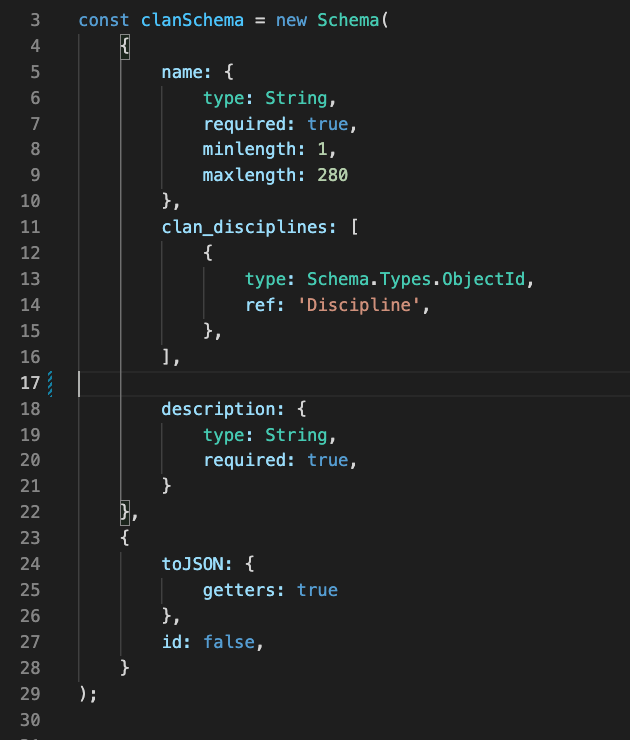 3 const clanSchema = new Schema(
4 {
5 name: {
6 type: String,
7 required: true,
8 minlength: 1,
9 maxlength: 280
10 },
11 clan_disciplines: [
12 {
13 type: Schema.Types.ObjectId,
14 ref: 'Discipline',
15 },
16 ],
17
18 description: {
19 type: String,
20 required: true,
21 }
22 },
23 {
24 toJSON: {
25 getters: true
26 },
27 id: false,
28 }
29 );
30